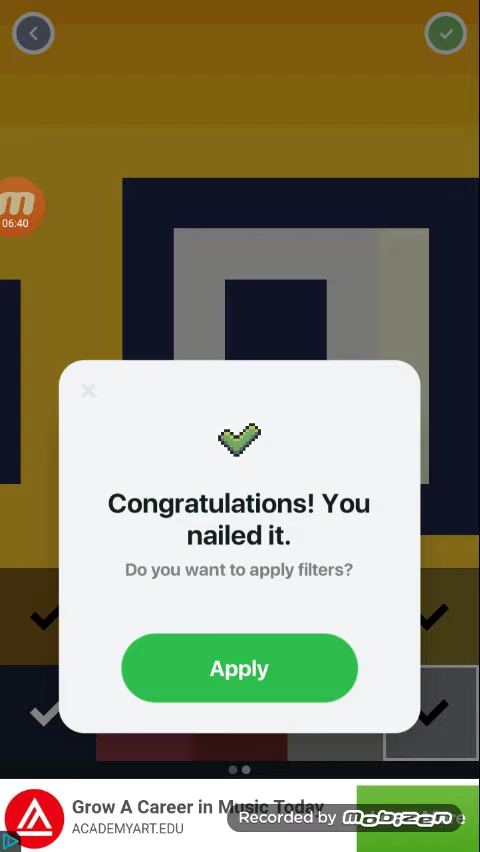 06:40
Congratulations! You
nailed it.
Do you want to apply filters?
Apply
Grow A Career in Music Today
ACADEMYART.EDU
Recorded by mobizen